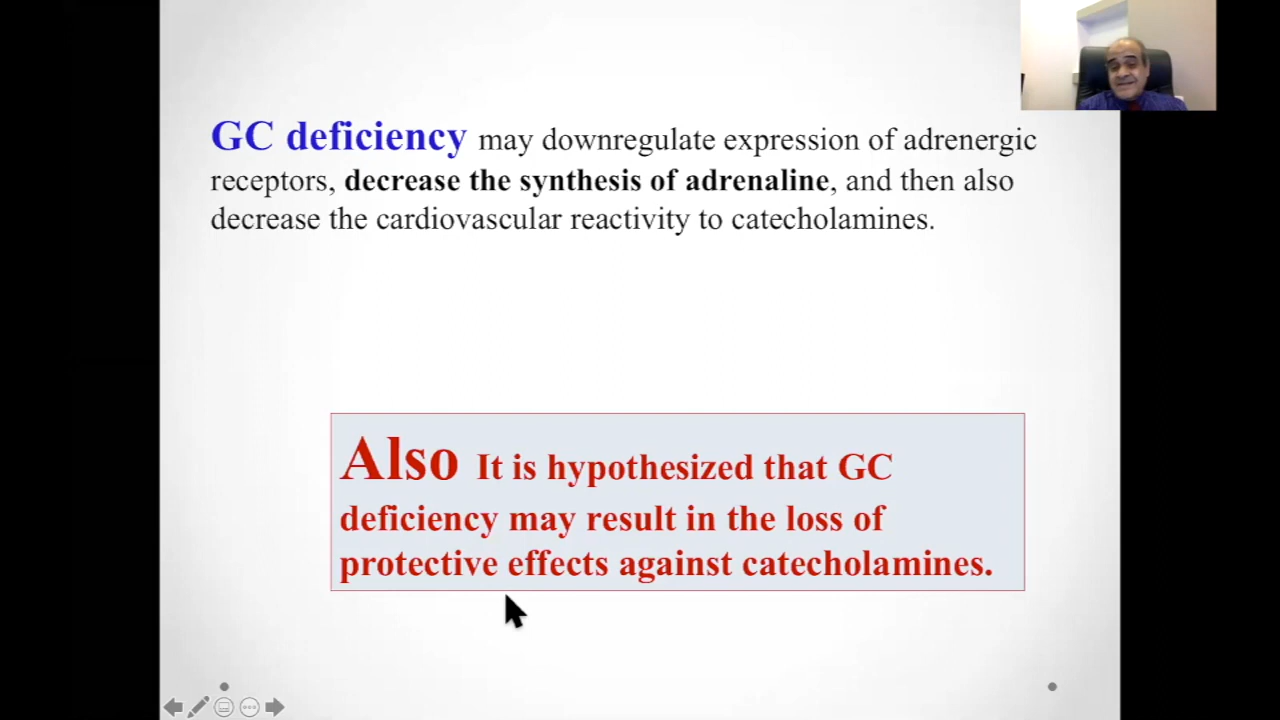 GC deficiency may downregulate expression of adrenergic
receptors, decrease the synthesis of adrenaline, and then also
decrease the cardiovascular reactivity to catecholamines.
Also It is hypothesized that GC
deficiency may result in the loss of
protective effects against catecholamines.